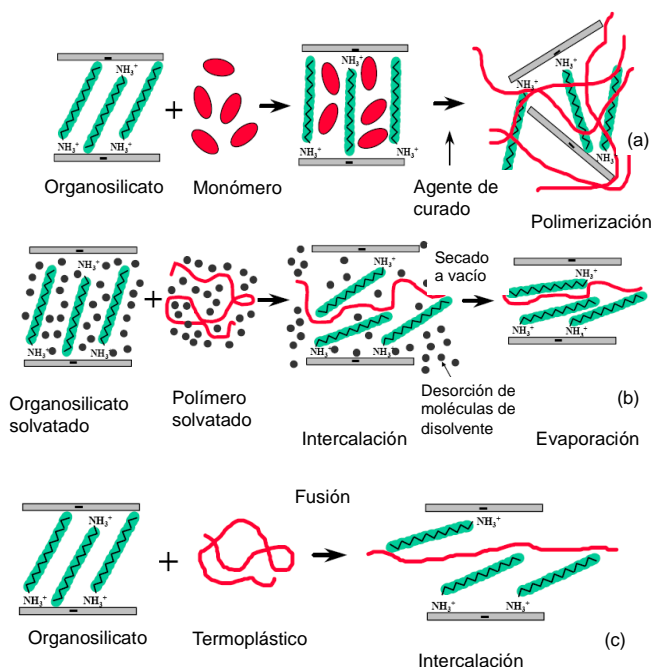 NH₃⁺
NH₃⁺ NH₃⁺
Organosilicato
+
Monómero
NH₃⁺
NH₃⁺ NH₃⁺
Agente de
curado
NH₃⁺
NH₃
(a)
Polimerización
NH₃⁺
NH₃⁺ NH₃⁺
Organosilicato
solvatado
+
Polímero
solvatado
NH₃⁺
NH₃⁺ NH₃⁺
Intercalación
Secado
a vacío
Desorción de
moléculas de
disolvente
NH₃⁺
NH₃⁺ NH₃⁺
(b)
Evaporación
NH₃⁺
NH₃⁺ NH₃⁺
Organosilicato
+
Fusión
Termoplástico
NH₃⁺
NH₃⁺ NH₃⁺
(c)
Intercalación